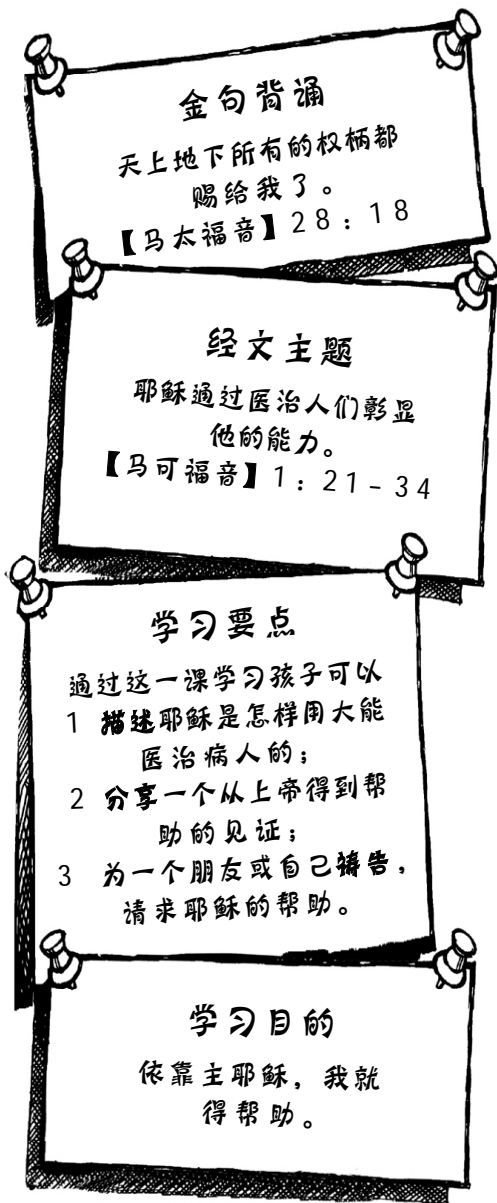 金句背诵
天上地下所有的权柄都
赐给我了。
【马太福音】28：18
经文主题
耶稣通过医治人们彰显
他的能力。
【马可福音】1：21-34
学习要点
通过这一课学习孩子可以
1 描述耶稣是怎样用大能
医治病人的；
2 分享一个从上帝得到帮
助的见证；
3 为一个朋友或自己祷告，
请求耶稣的帮助。
学习目的
依靠主耶稣，我就
得帮助。